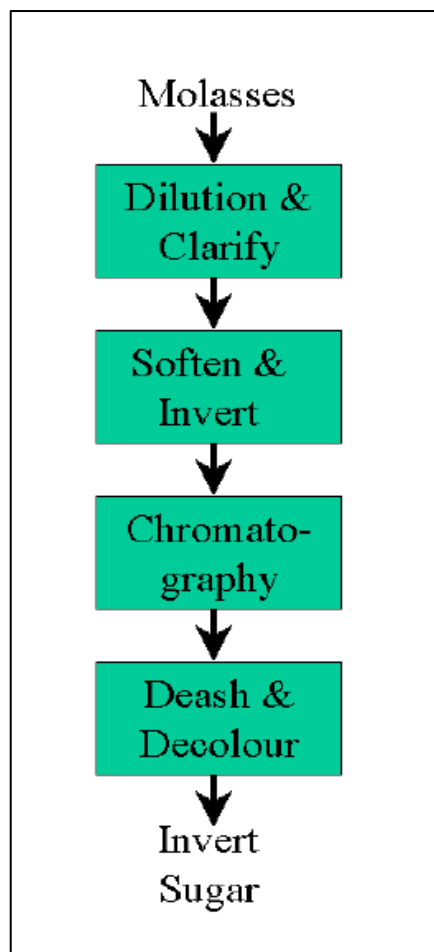 Molasses
Dilution &
Clarify
Soften &
Invert
Chromato-
graphy
Deash &
Decolour
Invert
Sugar